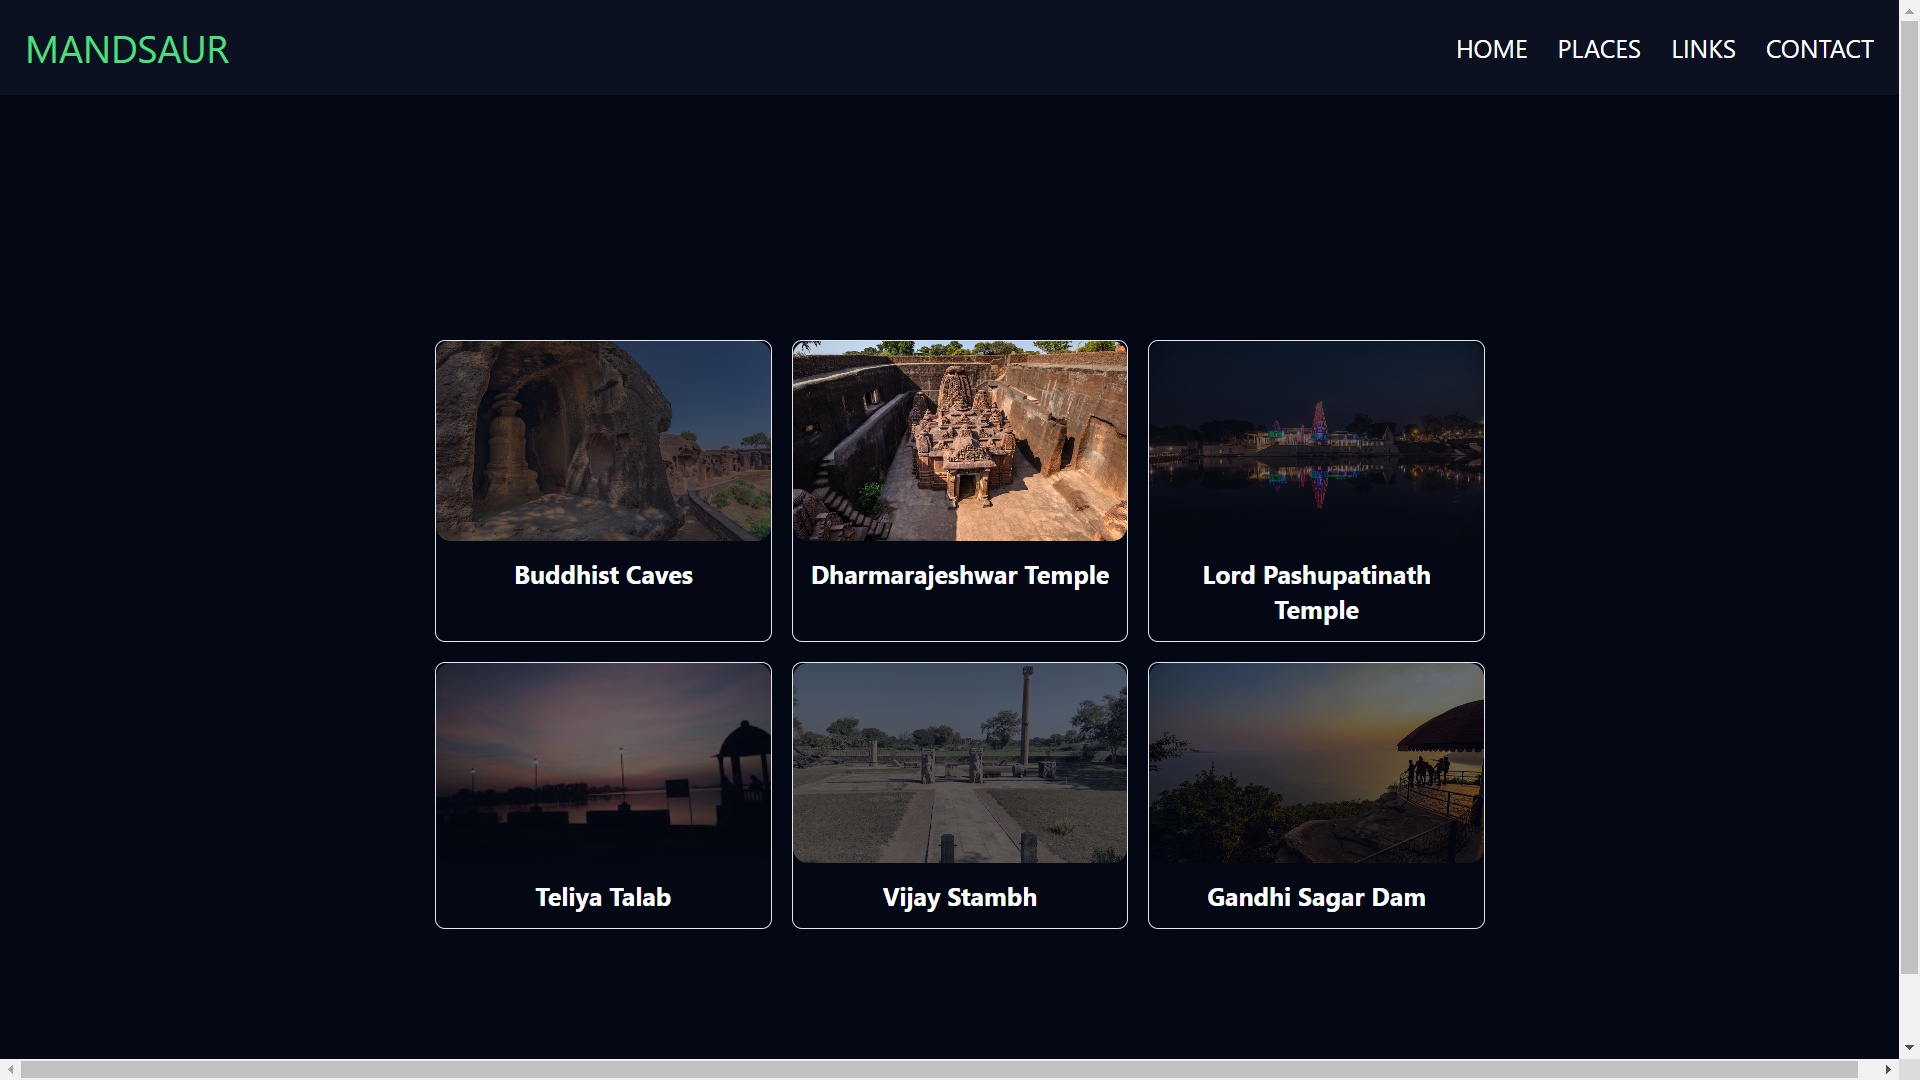 MANDSAUR
HOME PLACES LINKS CONTACT
Buddhist Caves
Dharmarajeshwar Temple
Lord Pashupatinath
Temple
Teliya Talab
Vijay Stambh
Gandhi Sagar Dam